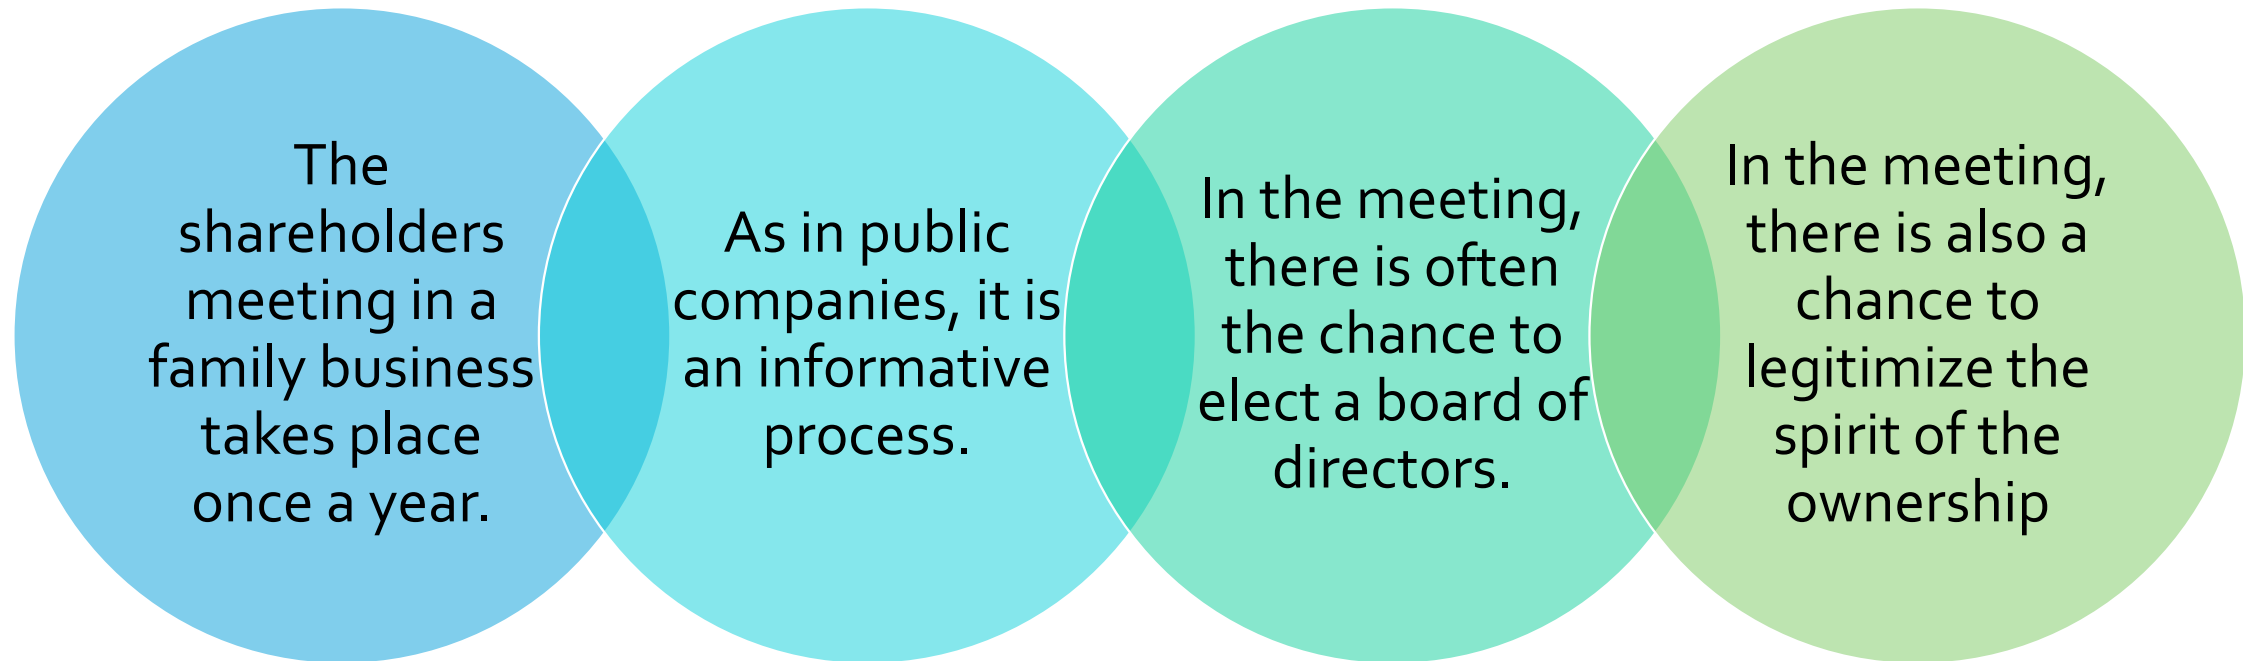 The
shareholders
meeting in a
family business
takes place
once a year.
As in public
companies, it is
an informative
process.
In the meeting,
there is often
the chance to
elect a board of
directors.
In the meeting,
there is also a
chance to
legitimize the
spirit of the
ownership